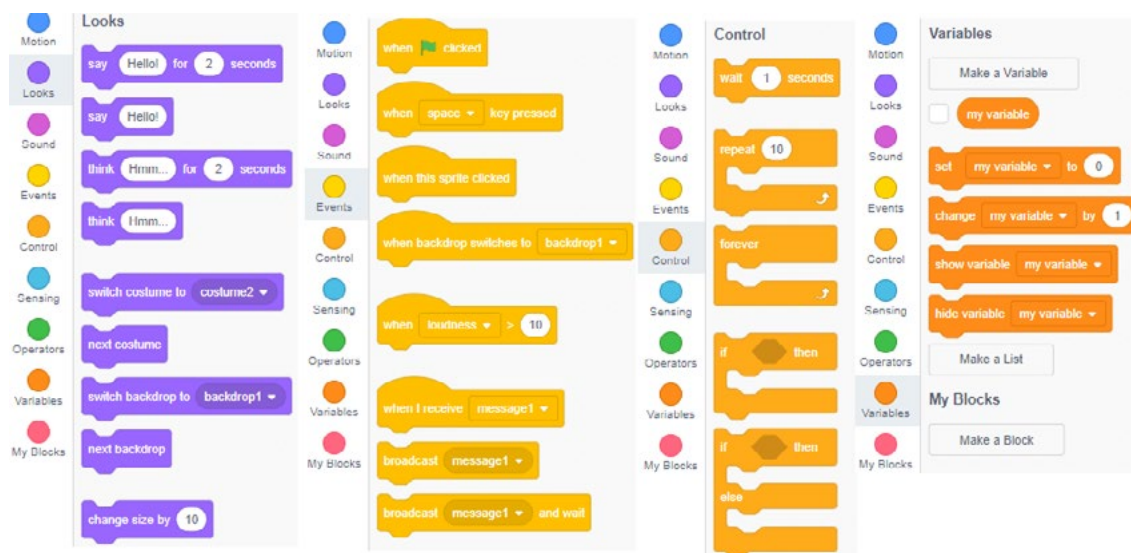 Looks
Motion
Looks
Sound
Events
Control
Sensing
Operators
Variables
My Blocks
say Hello! for 2 seconds
say Hello!
think Hmm... for 2 seconds
think Hmm...
switch costume to costume2
next costume
switch backdrop to backdrop1
next backdrop
change size by 10
Motion
Looks
Sound
Events
Control
Sensing
Operators
Variables
My Blocks
when clicked
when space key pressed
when this sprite clicked
when backdrop switches to backdrop1
when loudness > 10
when I receive message1
broadcast message1
broadcast message1 and wait
Motion
Looks
Sound
Events
Control
Sensing
Operators
Variables
My Blocks
Control
wait 1 seconds
repeat 10
forever
if then
if then
else
Motion
Looks
Sound
Events
Control
Sensing
Operators
Variables
My Blocks
Variables
Make a Variable
my variable
set my variable to 0
change my variable by 1
show variable my variable
hide variable my variable
Make a List
My Blocks
Make a Block